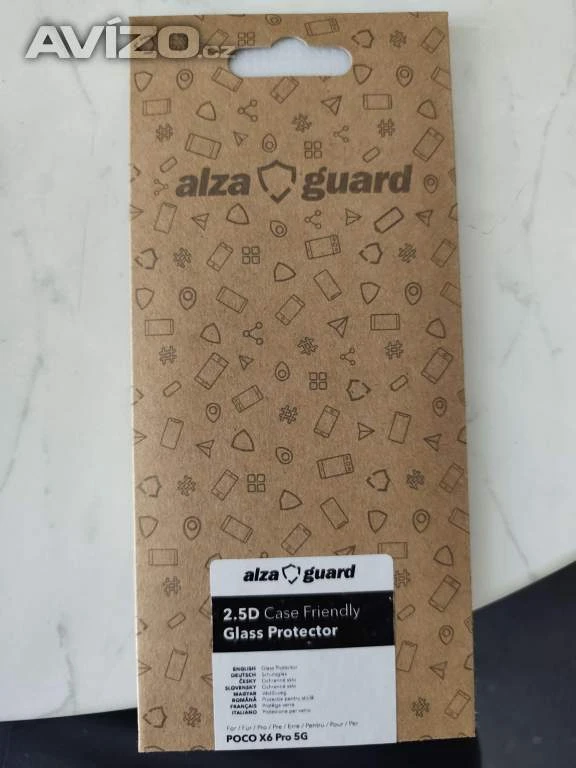 AVÍZO.cz
alza guard
alza guard
2.5D Case Friendly
Glass Protector
ENGLISH Glass Protector
DEUTSCH Schutzglas
ČESKY Ochranné sklo
SLOVENSKY Ochranné sklo
MAGYAR Védőüveg
ROMÂNĂ Protecție pentru sticlă
FRANÇAIS Protège verre
ITALIANO Protezione per vetro
For / Für / Pro / Pre / Erre / Pentru / Pour / Per
POCO X6 Pro 5G